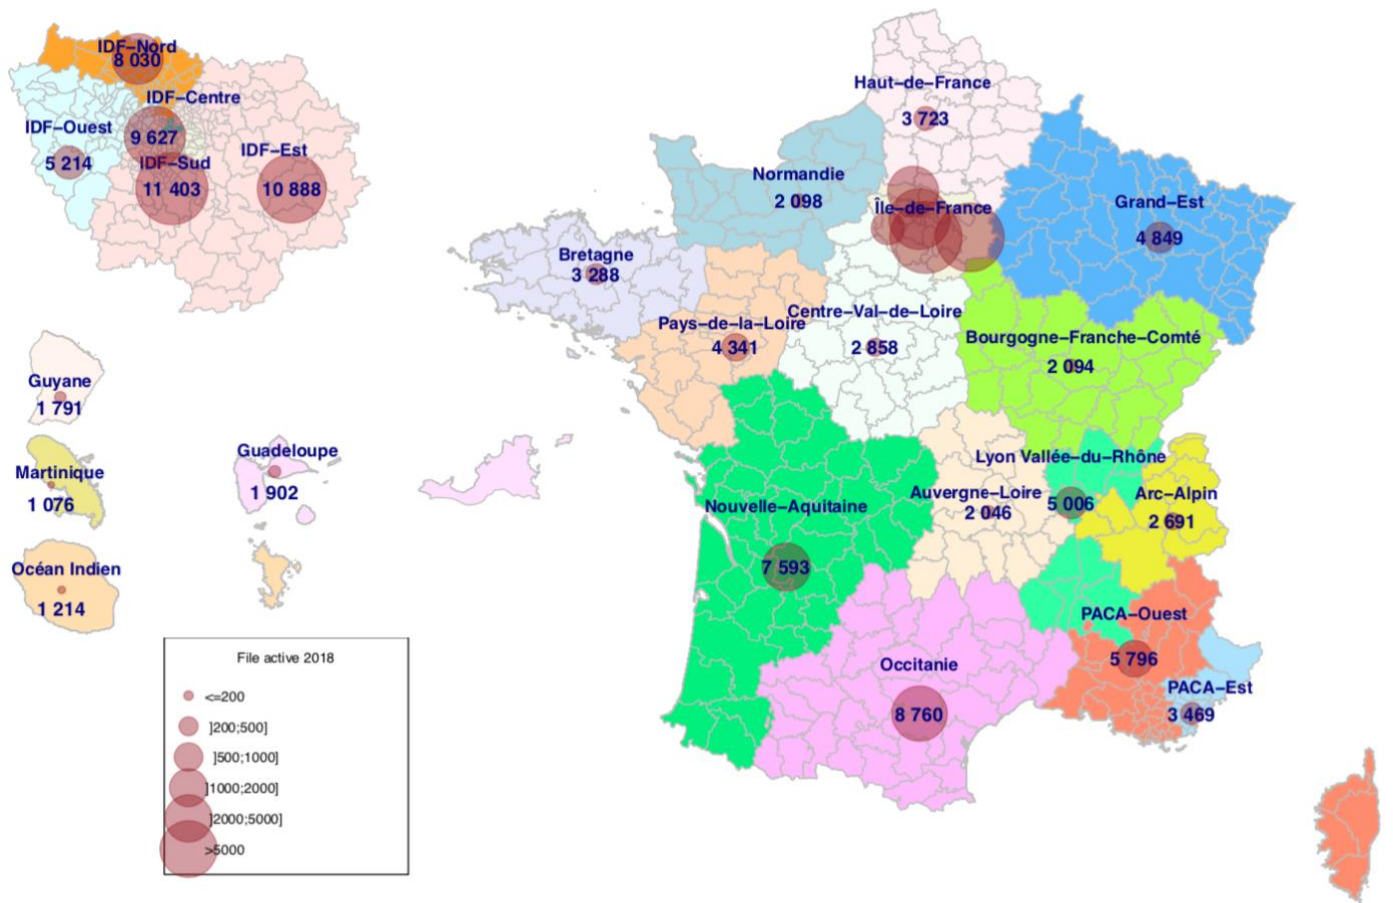 IDF–Nord
8 030
IDF–Centre
9 627
IDF–Ouest
5 214
IDF–Sud
11 403
IDF–Est
10 888
Haut–de–France
3 723
Normandie
2 098
Île–de–France
Grand–Est
4 849
Bretagne
3 288
Pays–de–la–Loire
4 341
Centre–Val–de–Loire
2 858
Bourgogne–Franche–Comté
2 094
Guyane
1 791
Martinique
1 076
Guadeloupe
1 902
Océan Indien
1 214
Lyon Vallée–du–Rhône
5 006
Auvergne–Loire
2 046
Arc–Alpin
2 691
Nouvelle–Aquitaine
7 593
PACA–Ouest
5 796
Occitanie
8 760
PACA–Est
3 469
File active 2018
<=200
]200;500]
]500;1000]
]1000;2000]
]2000;5000]
>5000